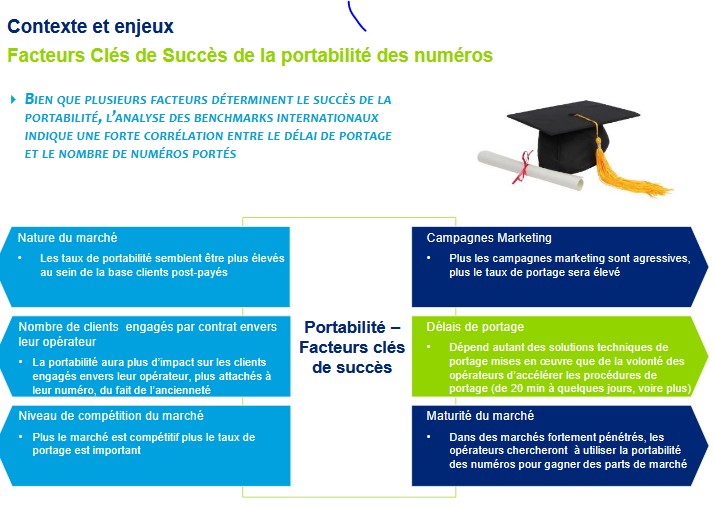 Contexte et enjeux
Facteurs Clés de Succès de la portabilité des numéros
BIEN QUE PLUSIEURS FACTEURS DÉTERMINENT LE SUCCÈS DE LA
PORTABILITÉ, L'ANALYSE DES BENCHMARKS INTERNATIONAUX
INDIQUE UNE FORTE CORRÉLATION ENTRE LE DÉLAI DE PORTAGE
ET LE NOMBRE DE NUMÉROS PORTÉS
Nature du marché
• Les taux de portabilité semblent être plus élevés
au sein de la base clients post-payés
Nombre de clients engagés par contrat envers
leur opérateur
• La portabilité aura plus d'impact sur les clients
engagés envers leur opérateur, plus attachés à
leur numéro, du fait de l'ancienneté
Niveau de compétition du marché
• Plus le marché est compétitif plus le taux de
portage est important
Portabilité –
Facteurs clés
de succès
Campagnes Marketing
• Plus les campagnes marketing sont agressives,
plus le taux de portage sera élevé
Délais de portage
• Dépend autant des solutions techniques de
portage mises en œuvre que de la volonté des
opérateurs d'accélérer les procédures de
portage (de 20 min à quelques jours, voire plus)
Maturité du marché
• Dans des marchés fortement pénétrés, les
opérateurs chercheront à utiliser la portabilité
des numéros pour gagner des parts de marché